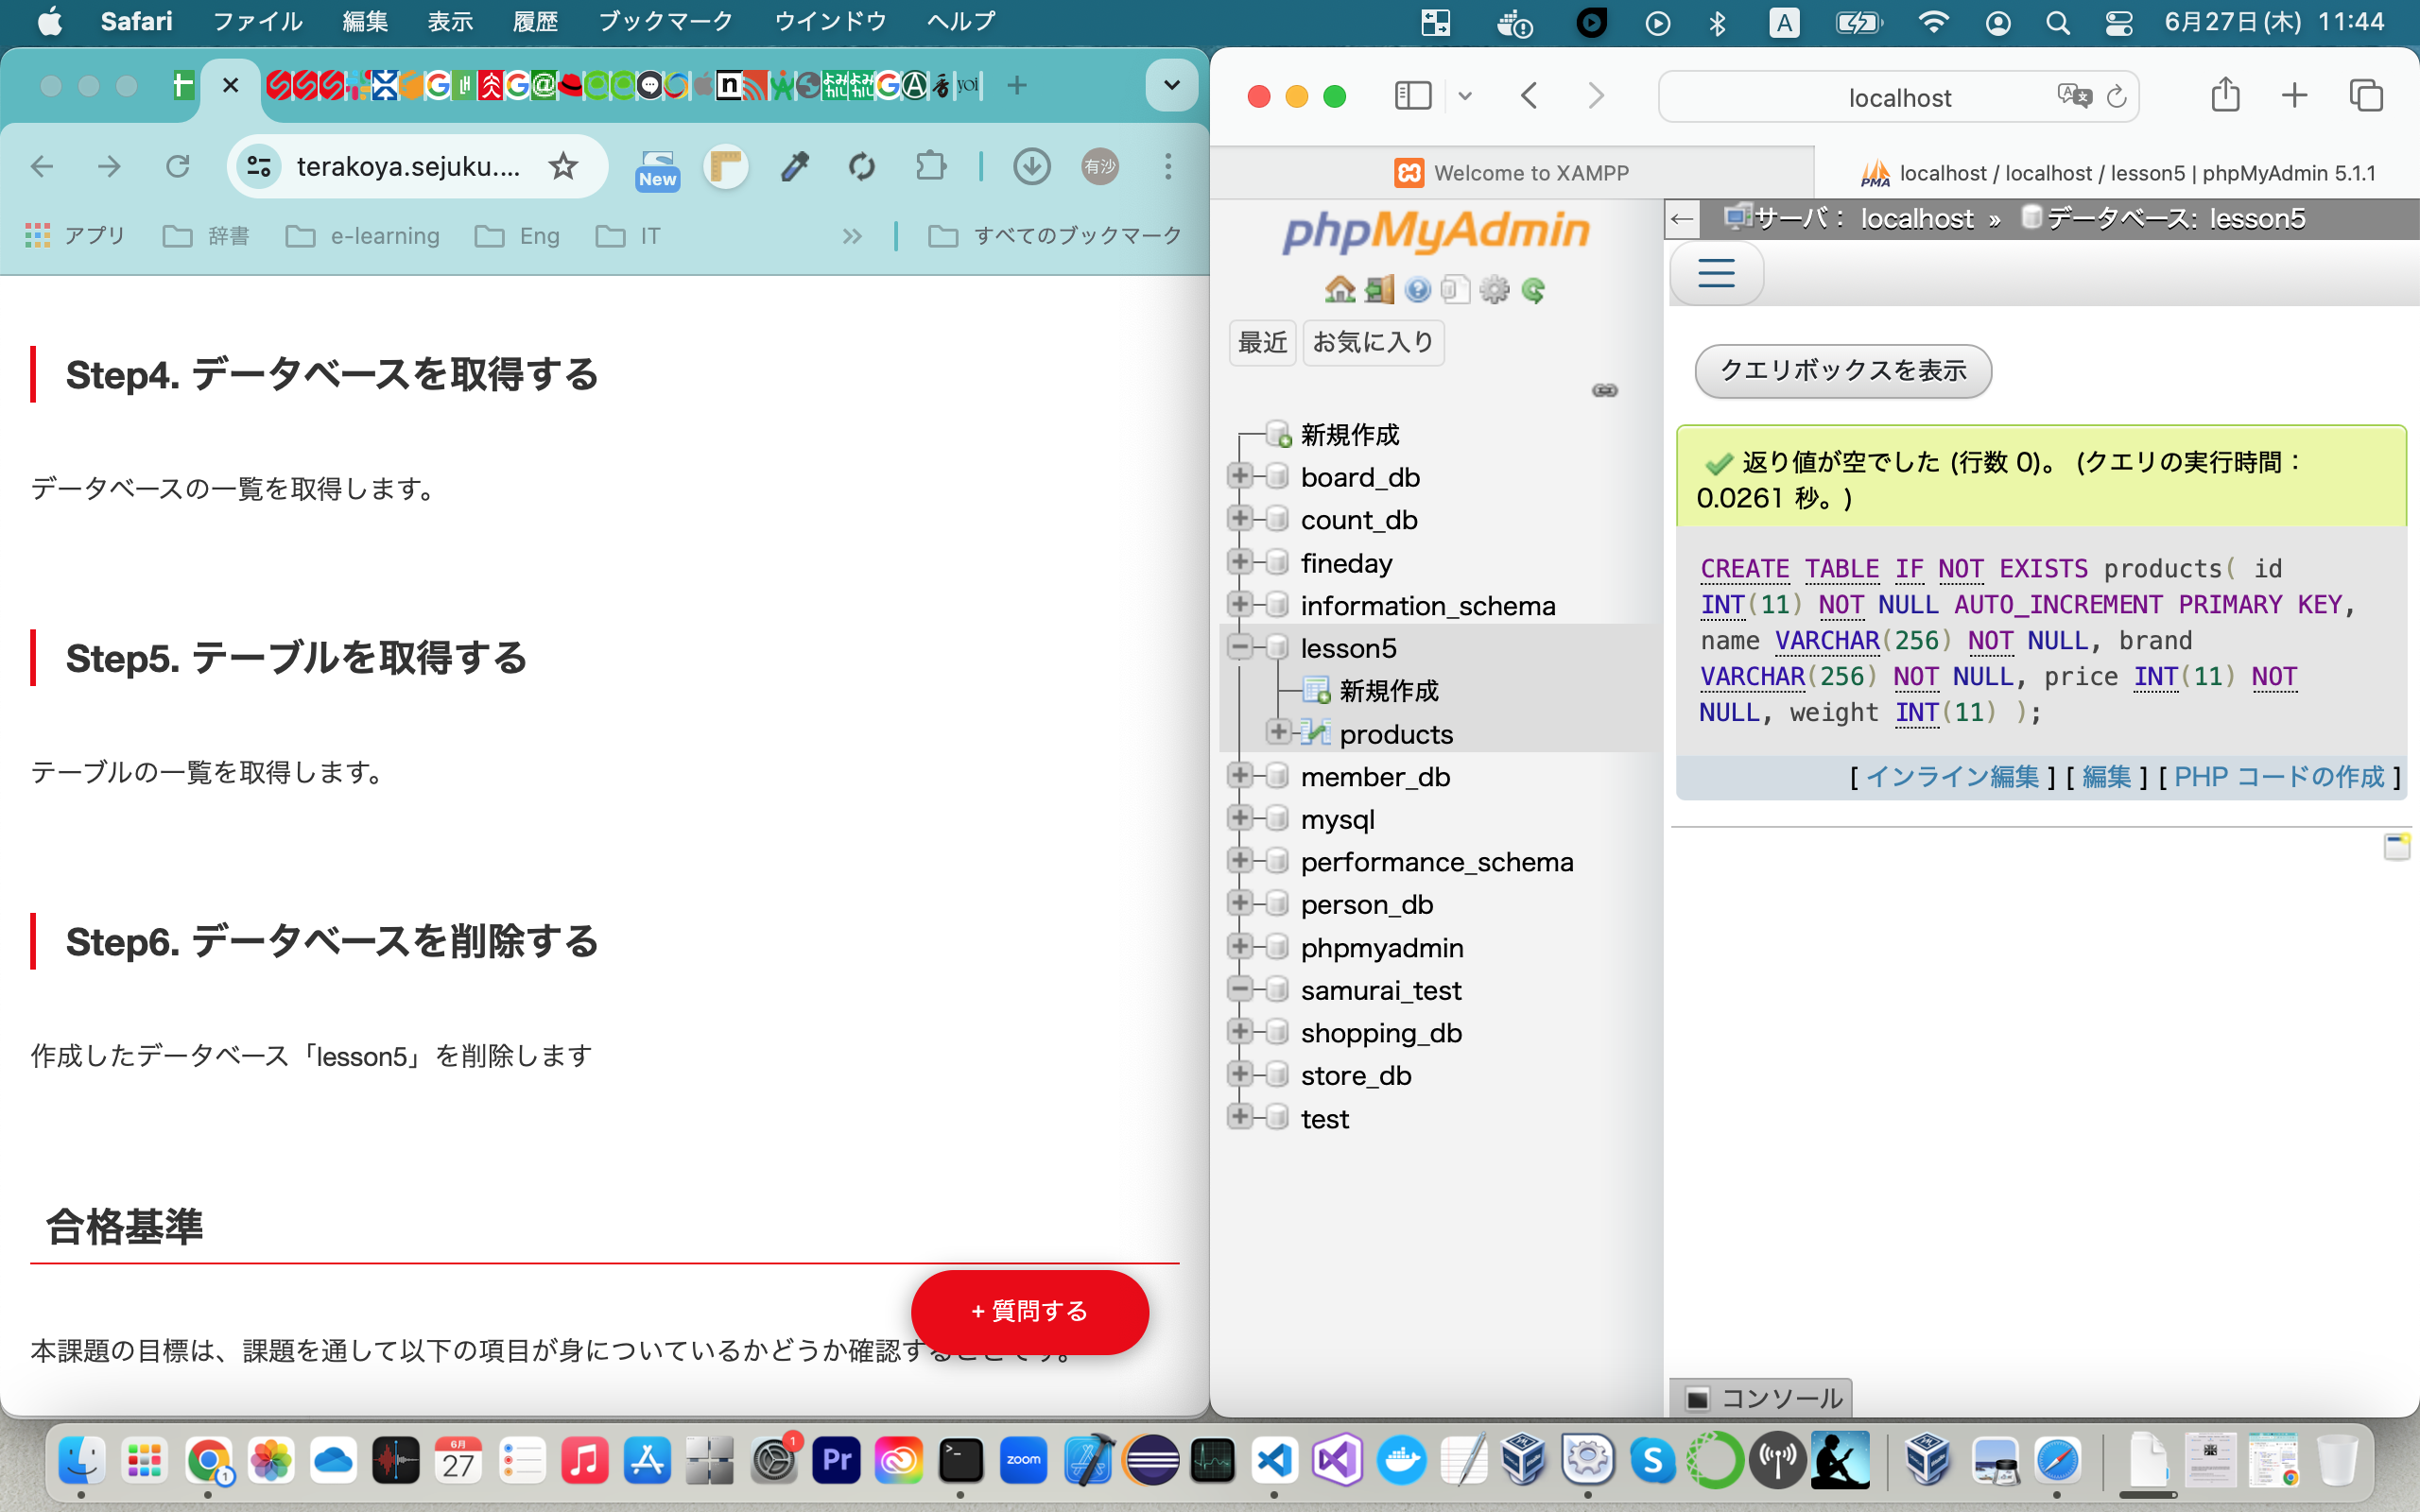 Safari ファイル 編集 表示 履歴 ブックマーク ウインドウ ヘルプ
A
6月27日(木) 11:44
terakoya.sejuku....
New
有沙
アプリ 辞書 e-learning Eng IT » すべてのブックマーク
Step4. データベースを取得する
データベースの一覧を取得します。
Step5. テーブルを取得する
テーブルの一覧を取得します。
Step6. データベースを削除する
作成したデータベース「lesson5」を削除します
合格基準
+ 質問する
本課題の目標は、課題を通して以下の項目が身についているかどうか確認することです。
localhost
Welcome to XAMPP
PMA localhost / localhost / lesson5 | phpMyAdmin 5.1.1
phpMyAdmin
最近 お気に入り
新規作成
board_db
count_db
fineday
information_schema
lesson5
新規作成
products
member_db
mysql
performance_schema
person_db
phpmyadmin
samurai_test
shopping_db
store_db
test
← サーバ： localhost » データベース: lesson5
クエリボックスを表示
返り値が空でした (行数 0)。 (クエリの実行時間：
0.0261 秒。)
CREATE TABLE IF NOT EXISTS products( id
INT(11) NOT NULL AUTO_INCREMENT PRIMARY KEY,
name VARCHAR(256) NOT NULL, brand
VARCHAR(256) NOT NULL, price INT(11) NOT
NULL, weight INT(11) );
[ インライン編集 ] [ 編集 ] [ PHP コードの作成 ]
コンソール
1
6月
27
1
Pr
zoom
S